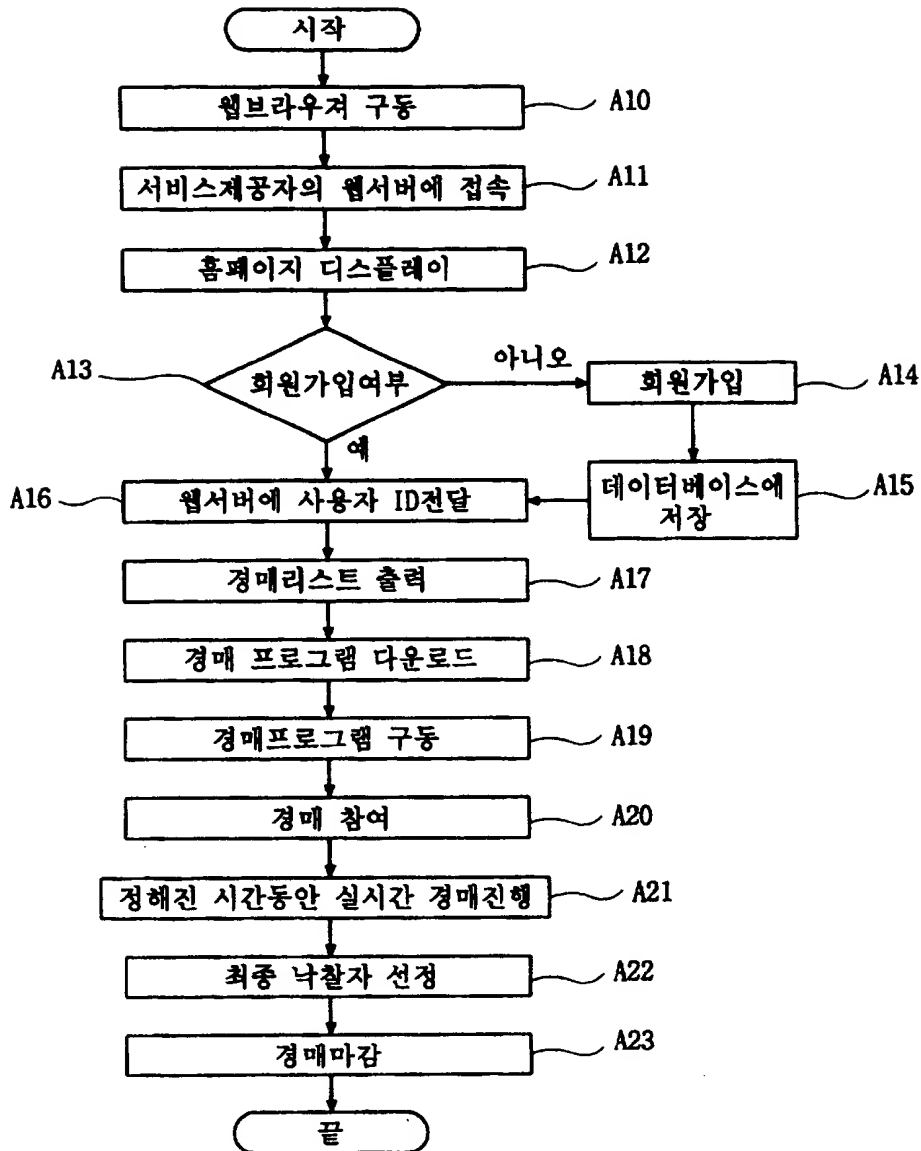 시작
웹브라우져 구동
A10
서비스제공자의 웹서버에 접속
A11
홈페이지 디스플레이
A12
A13
회원가입여부
아니오
회원가입
A14
예
A16
웹서버에 사용자 ID전달
데이터베이스에
저장
A15
경매리스트 출력
A17
경매 프로그램 다운로드
A18
경매프로그램 구동
A19
경매 참여
A20
정해진 시간동안 실시간 경매진행
A21
최종 낙찰자 선정
A22
경매마감
A23
끝